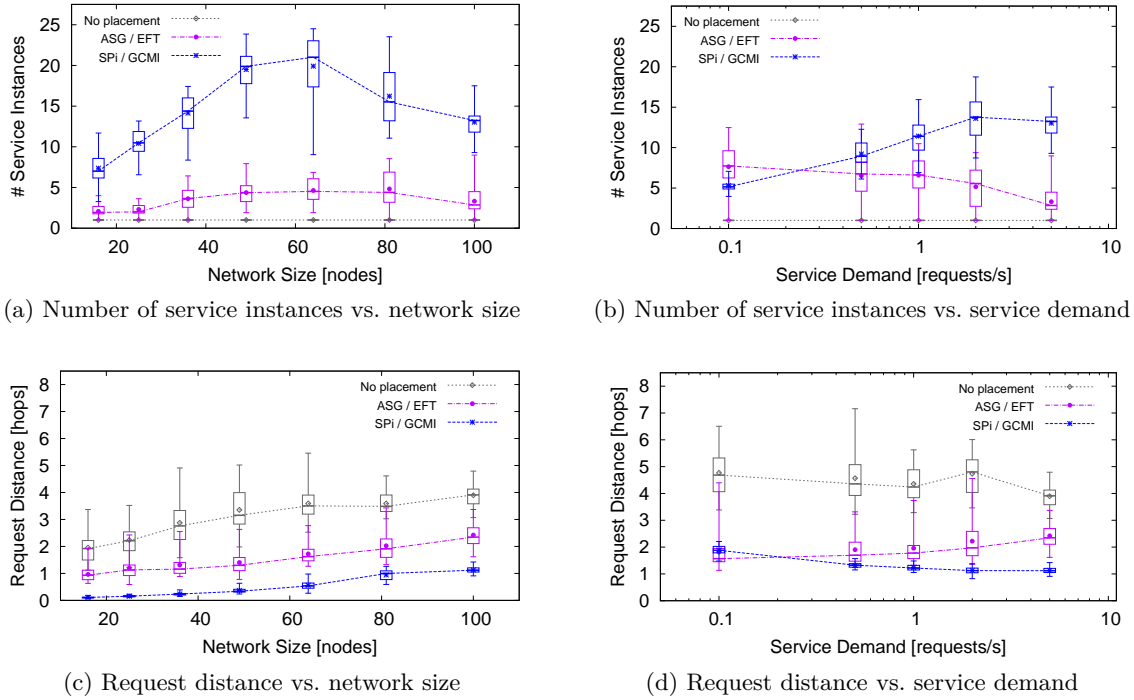 No placement
ASG / EFT
SPi / GCMI
# Service Instances
25
20
15
10
5
0
20 40 60 80 100
Network Size [nodes]
(a) Number of service instances vs. network size
No placement
ASG / EFT
SPi / GCMI
# Service Instances
25
20
15
10
5
0
0.1 1 10
Service Demand [requests/s]
(b) Number of service instances vs. service demand
No placement
ASG / EFT
SPi / GCMI
Request Distance [hops]
8
7
6
5
4
3
2
1
0
20 40 60 80 100
Network Size [nodes]
(c) Request distance vs. network size
No placement
ASG / EFT
SPi / GCMI
Request Distance [hops]
8
7
6
5
4
3
2
1
0
0.1 1 10
Service Demand [requests/s]
(d) Request distance vs. service demand